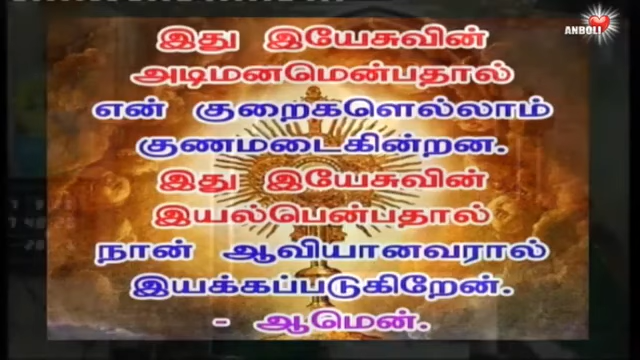 ANBOLI
இது இயேசுவின்
அடிமனமென்பதால்
என் குறைகளெல்லாம்
குணமடைகின்றன.
இது இயேசுவின்
இயல்பென்பதால்
நான் ஆவியானவரால்
இயக்கப்படுகிறேன்.
- ஆமென்.